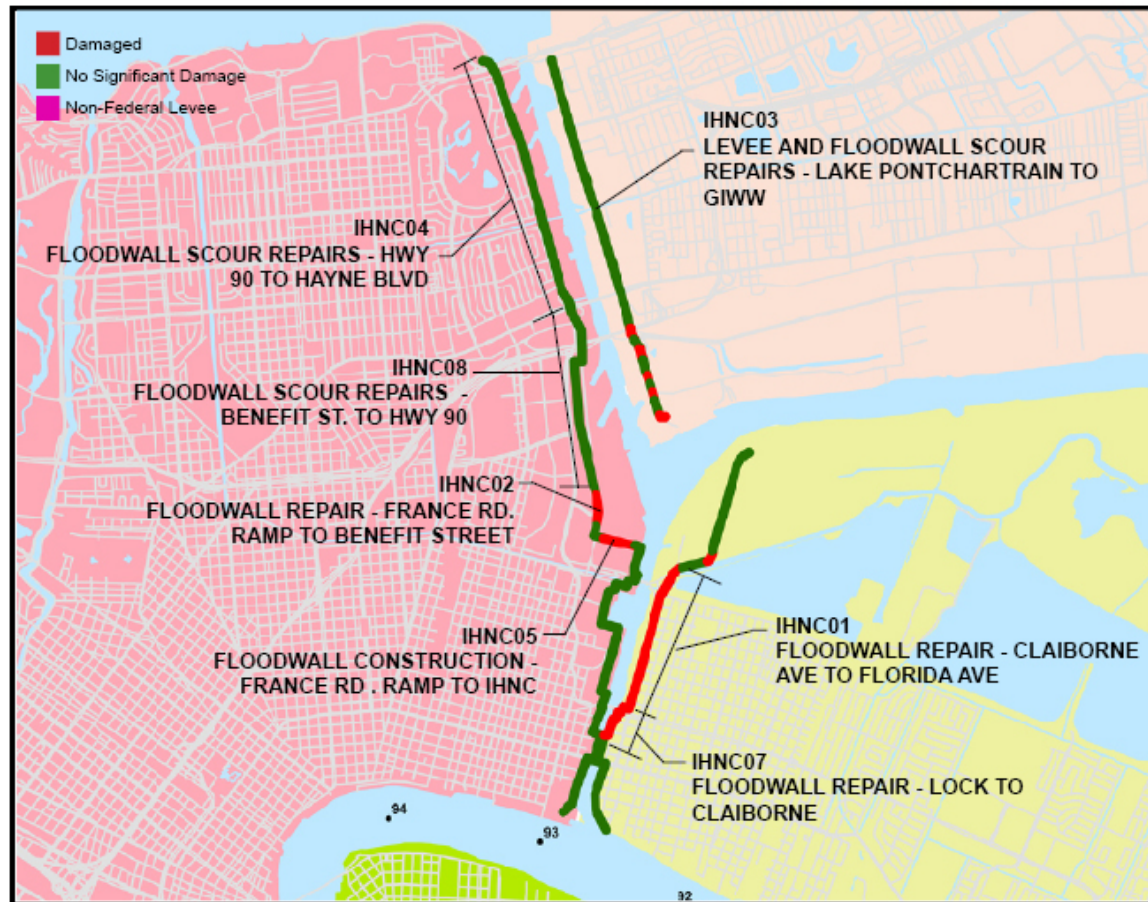 Damaged
No Significant Damage
Non-Federal Levee
IHNC03
LEVEE AND FLOODWALL SCOUR
REPAIRS - LAKE PONTCHARTRAIN TO
GIWW
IHNC04
FLOODWALL SCOUR REPAIRS - HWY
90 TO HAYNE BLVD
IHNC08
FLOODWALL SCOUR REPAIRS -
BENEFIT ST. TO HWY 90
IHNC02
FLOODWALL REPAIR - FRANCE RD.
RAMP TO BENEFIT STREET
IHNC05
FLOODWALL CONSTRUCTION -
FRANCE RD . RAMP TO IHNC
IHNC01
FLOODWALL REPAIR - CLAIBORNE
AVE TO FLORIDA AVE
IHNC07
FLOODWALL REPAIR - LOCK TO
CLAIBORNE
94
93
92